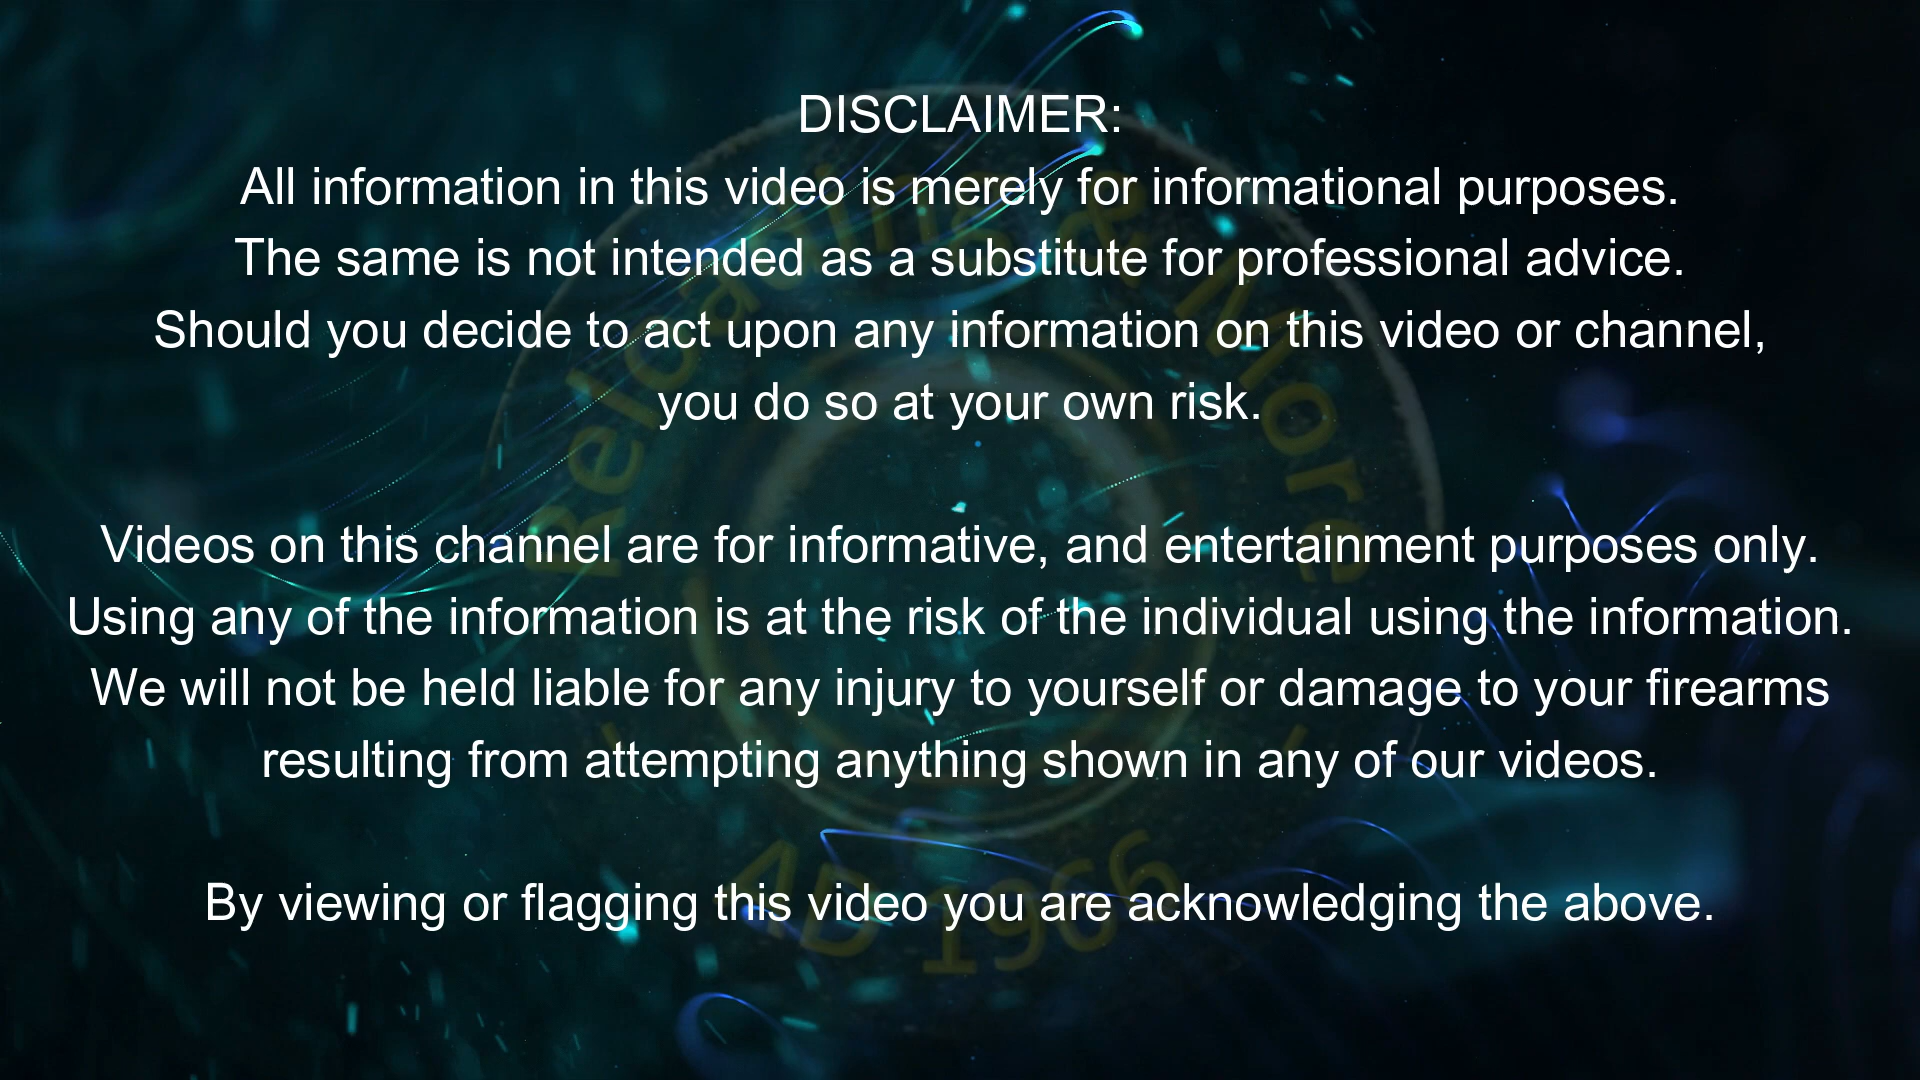 DISCLAIMER:
All information in this video is merely for informational purposes.
The same is not intended as a substitute for professional advice.
Should you decide to act upon any information on this video or channel,
you do so at your own risk.
Videos on this channel are for informative, and entertainment purposes only.
Using any of the information is at the risk of the individual using the information.
We will not be held liable for any injury to yourself or damage to your firearms
resulting from attempting anything shown in any of our videos.
By viewing or flagging this video you are acknowledging the above.
Reloading & More
AD 1966